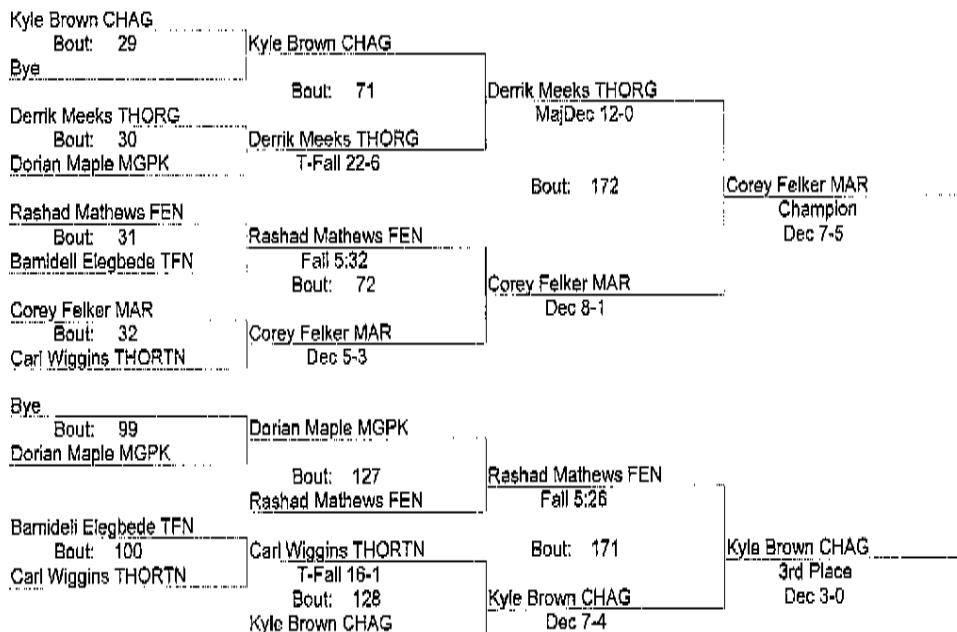 Kyle Brown CHAG
Bout: 29
Bye
Kyle Brown CHAG
Bout: 71
Derrik Meeks THORG
Bout: 30
Dorian Maple MGPK
Derrik Meeks THORG
T-Fall 22-6
Derrik Meeks THORG
MajDec 12-0
Bout: 172
Rashad Mathews FEN
Bout: 31
Bamidell Elegbede TFN
Rashad Mathews FEN
Fall 5:32
Bout: 72
Corey Felker MAR
Bout: 32
Carl Wiggins THORTN
Corey Felker MAR
Dec 5-3
Corey Felker MAR
Dec 8-1
Corey Felker MAR
Champion
Dec 7-5
Bye
Bout: 99
Dorian Maple MGPK
Dorian Maple MGPK
Bout: 127
Rashad Mathews FEN
Rashad Mathews FEN
Fall 5:26
Bout: 171
Bamidell Elegbede TFN
Bout: 100
Carl Wiggins THORTN
Carl Wiggins THORTN
T-Fall 16-1
Bout: 128
Kyle Brown CHAG
Kyle Brown CHAG
Dec 7-4
Kyle Brown CHAG
3rd Place
Dec 3-0